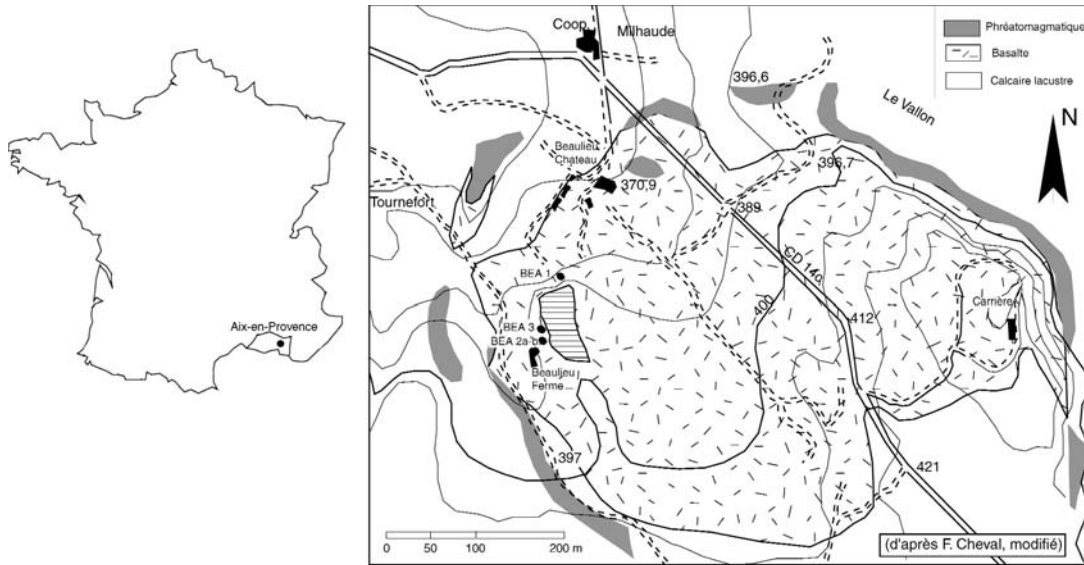 Aix-en-Provence
Coop
Milhaude
Phréatomagmatique
Basalte
Calcaire lacustre
396,6
Le Vallon
N
Beaulieu
Chateau
370,9
396,7
Tournefort
389
CD 14c
BEA 1
400
412
Carrière
BEA 3
BEA 2a-b
Beaulieu
Ferme
397
421
0 50 100 200 m
(d'après F. Cheval, modifié)